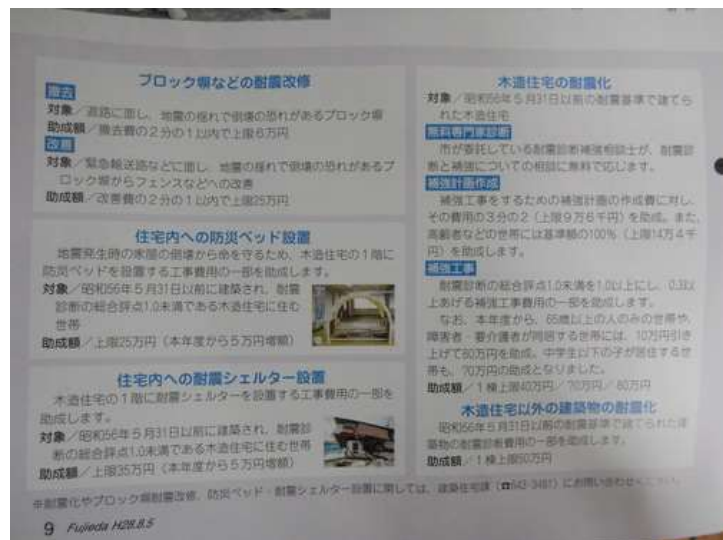 ブロック塀などの耐震改修
撤去
対象／道路に面し、地震の揺れで倒壊の恐れがあるブロック塀
助成額／撤去費の２分の１以内で上限６万円
改善
対象／緊急輸送路などに面し、地震の揺れで倒壊の恐れがあるブ
ロック塀からフェンスなどへの改善
助成額／改善費の２分の１以内で上限25万円
住宅内への防災ベッド設置
地震発生時の家屋の倒壊から命を守るため、木造住宅の１階に
防災ベッドを設置する工事費用の一部を助成します。
対象／昭和56年５月31日以前に建築され、耐震
診断の総合評点1.0未満である木造住宅に住む
世帯
助成額／上限25万円（本年度から５万円増額）
住宅内への耐震シェルター設置
木造住宅の１階に耐震シェルターを設置する工事費用の一部を
助成します。
対象／昭和56年５月31日以前に建築され、耐震診
断の総合評点1.0未満である木造住宅に住む世帯
助成額／上限35万円（本年度から５万円増額）
木造住宅の耐震化
対象／昭和56年５月31日以前の耐震基準で建てら
れた木造住宅
無料専門家診断
市が委託している耐震診断補強相談士が、耐震診
断と補強についての相談に無料で応じます。
補強計画作成
補強工事をするための補強計画の作成費に対し、
その費用の３分の２（上限９万６千円）を助成。また、
高齢者などの世帯には基準額の100％（上限14万４千
円）を助成します。
補強工事
耐震診断の総合評点1.0未満を1.0以上にし、0.3以
上あげる補強工事費用の一部を助成します。
なお、本年度から、65歳以上の人のみの世帯や、
障害者・要介護者が同居する世帯には、10万円引き
上げて80万円を助成。中学生以下の子が居住する世
帯も、70万円の助成となりました。
助成額／１棟上限40万円／70万円／80万円
木造住宅以外の建築物の耐震化
昭和56年５月31日以前の耐震基準で建てられた建
築物の耐震診断費用の一部を助成します。
助成額／１棟上限50万円
※耐震化やブロック塀耐震改修、防災ベッド・耐震シェルター設置に関しては、建築住宅課（☎643-3481）にお問い合わせください。
9 Fujieda H28.8.5